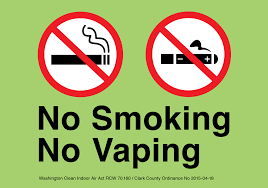 No Smoking
No Vaping
Washington Clean Indoor Air Act RCW 70.160 / Clark County Ordinance No 2015-04-16